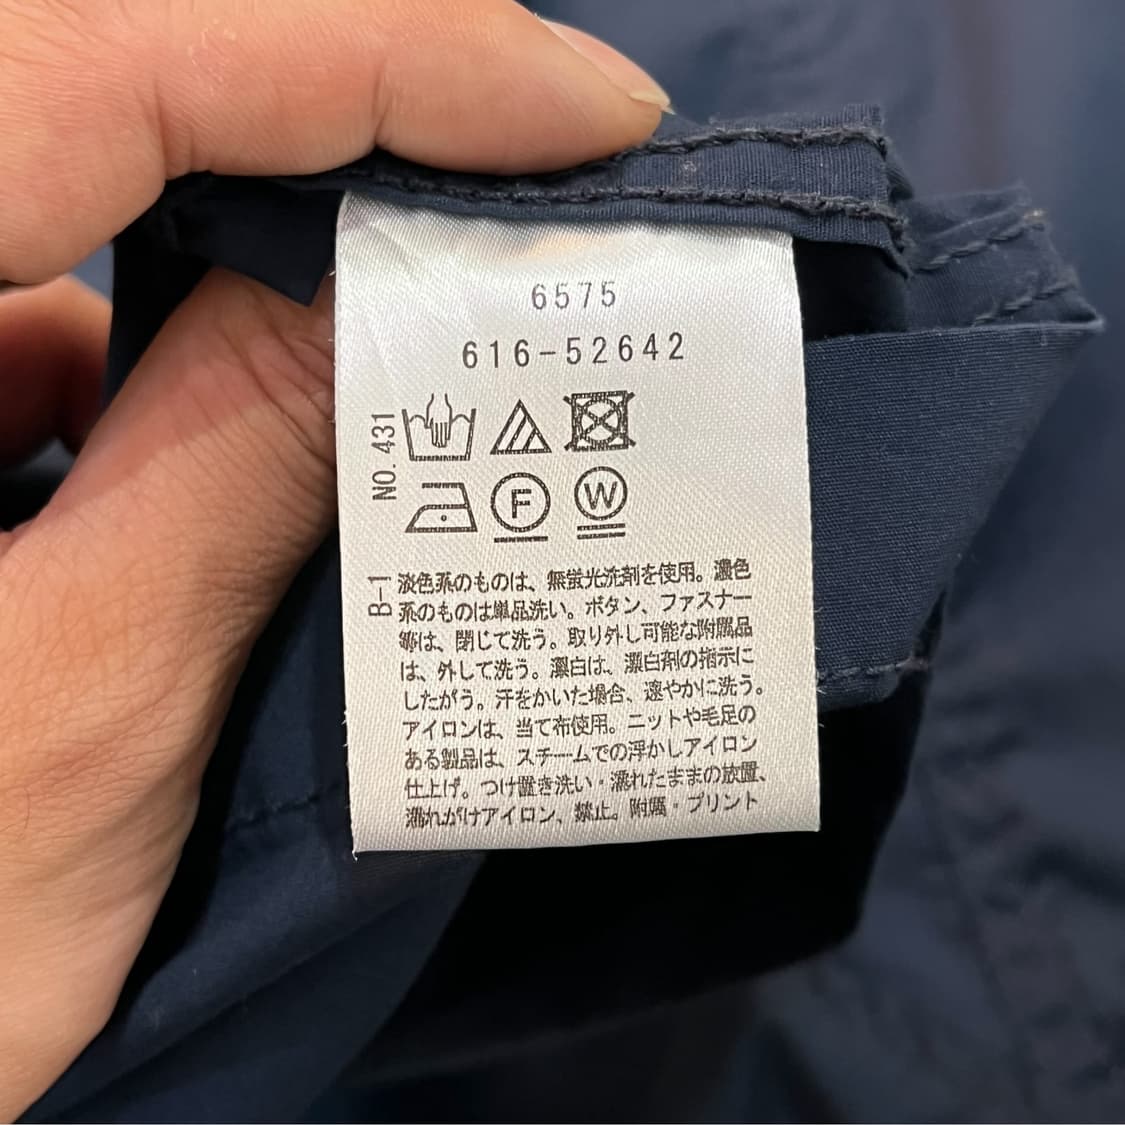 6575
616-52642
NO.431
F W
B-1
淡色系のものは、無蛍光洗剤を使用。濃色
系のものは単品洗い。ボタン、ファスナー
等は、閉じて洗う。取り外し可能な附属品
は、外して洗う。漂白は、漂白剤の指示に
したがう。汗をかいた場合、速やかに洗う。
アイロンは、当て布使用。ニットや毛足の
ある製品は、スチームでの浮かしアイロン
仕上げ。つけ置き洗い・濡れたままの放置、
濡れがけアイロン、禁止。附属・プリント